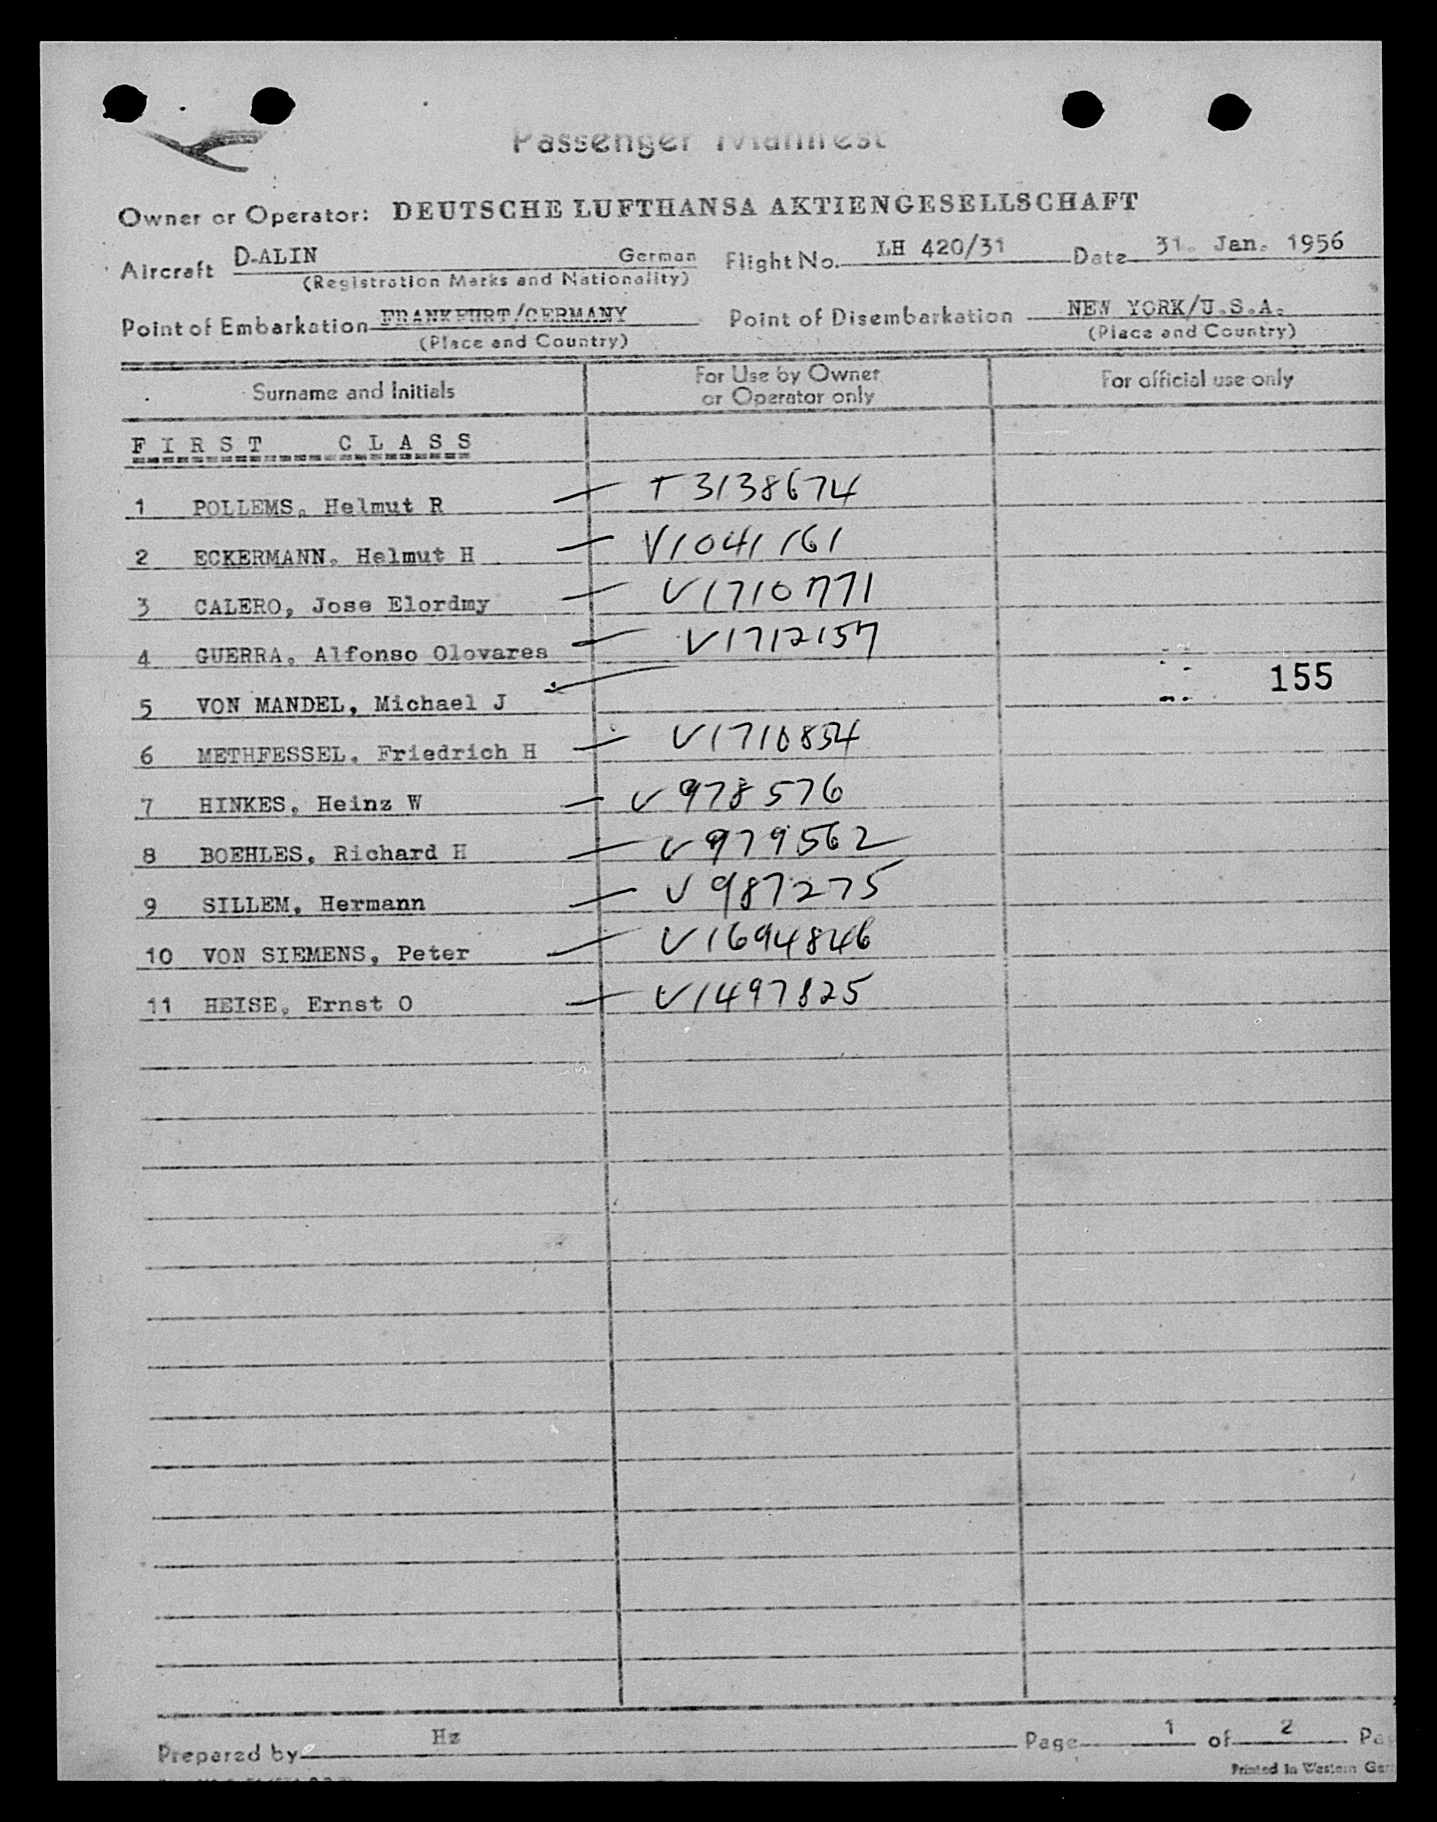 Passenger Manifest
Owner or Operator: DEUTSCHE LUFTHANSA AKTIENGESELLSCHAFT
Aircraft D-ALIN German Flight No. LH 420/31 Date 31. Jan. 1956
(Registration Marks and Nationality)
Point of Embarkation FRANKFURT/GERMANY Point of Disembarkation NEW YORK/U.S.A.
(Place and Country) (Place and Country)
Surname and Initials For Use by Owner or Operator only For official use only
FIRST CLASS
1 POLLEMS, Helmut R T3138674
2 ECKERMANN, Helmut H V1041161
3 CALERO, Jose Elordmy V1710771
4 GUERRA, Alfonso Olovares V1712157
5 VON MANDEL, Michael J 155
6 METHFESSEL, Friedrich H V1710834
7 HINKES, Heinz W V978576
8 BOEHLES, Richard H V979562
9 SILLEM, Hermann V987275
10 VON SIEMENS, Peter V1694846
11 HEISE, Ernst O V1497825
Prepared by Hz Page 1 of 2
Printed in Western